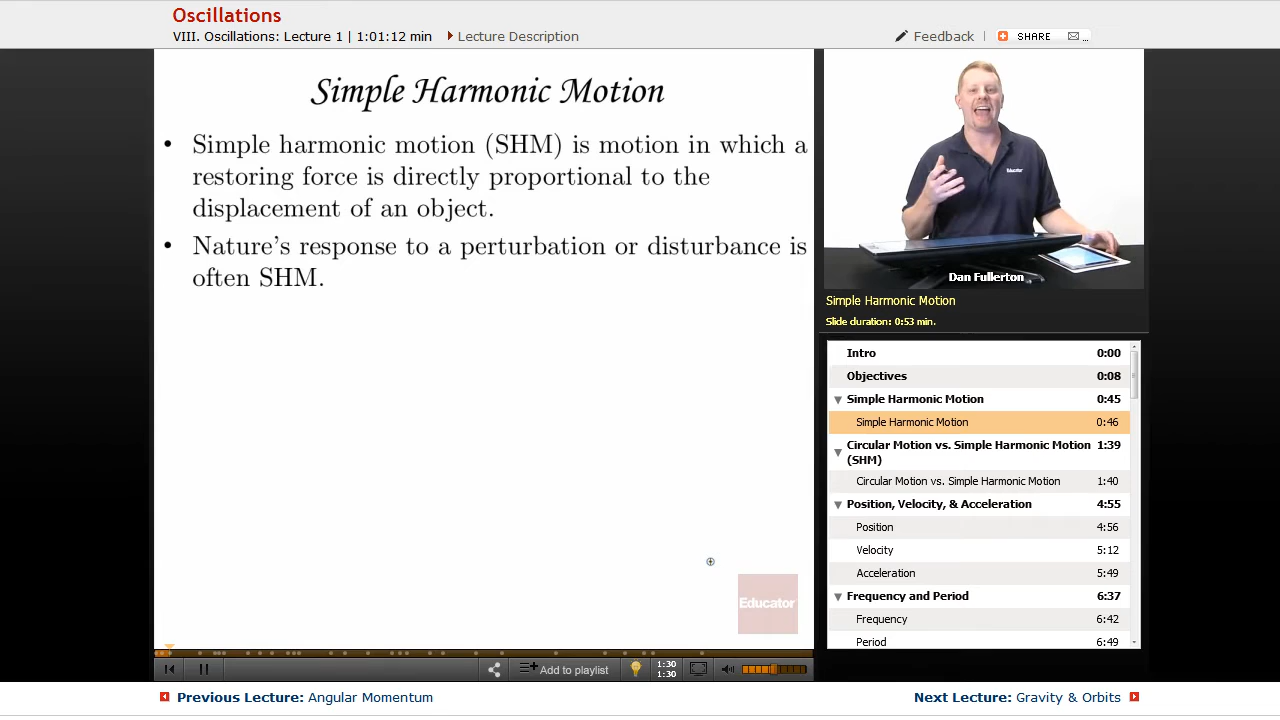 Oscillations
VIII. Oscillations: Lecture 1 | 1:01:12 min
Lecture Description
Feedback
SHARE
Simple Harmonic Motion
• Simple harmonic motion (SHM) is motion in which a
restoring force is directly proportional to the
displacement of an object.
• Nature's response to a perturbation or disturbance is
often SHM.
Educator
Educator
Dan Fullerton
Simple Harmonic Motion
Slide duration: 0:53 min.
Intro 0:00
Objectives 0:08
Simple Harmonic Motion 0:45
Simple Harmonic Motion 0:46
Circular Motion vs. Simple Harmonic Motion 1:39
(SHM)
Circular Motion vs. Simple Harmonic Motion 1:40
Position, Velocity, & Acceleration 4:55
Position 4:56
Velocity 5:12
Acceleration 5:49
Frequency and Period 6:37
Frequency 6:42
Period 6:49
Add to playlist
1:30
1:30
Previous Lecture: Angular Momentum
Next Lecture: Gravity & Orbits